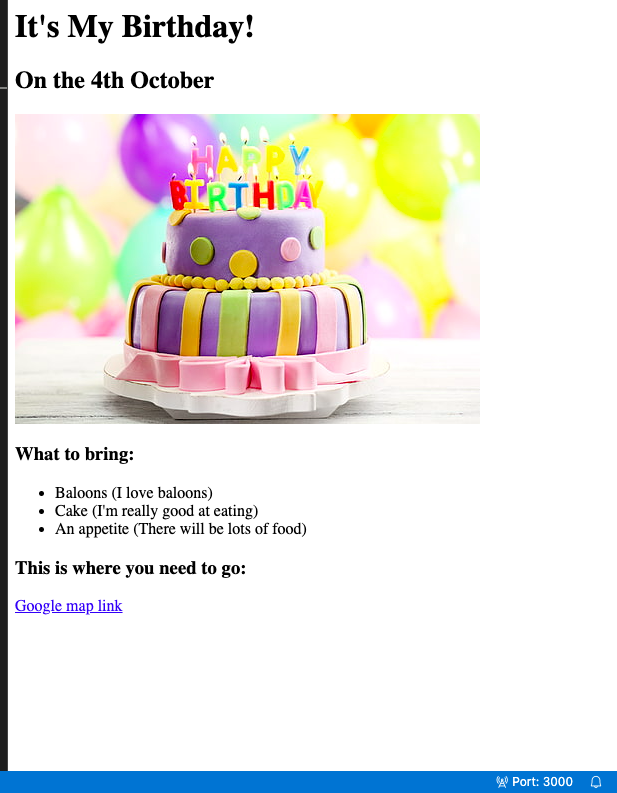 It's My Birthday!
On the 4th October
HAPPY
BIRTHDAY
What to bring:
Baloons (I love baloons)
Cake (I'm really good at eating)
An appetite (There will be lots of food)
This is where you need to go:
Google map link
Port: 3000